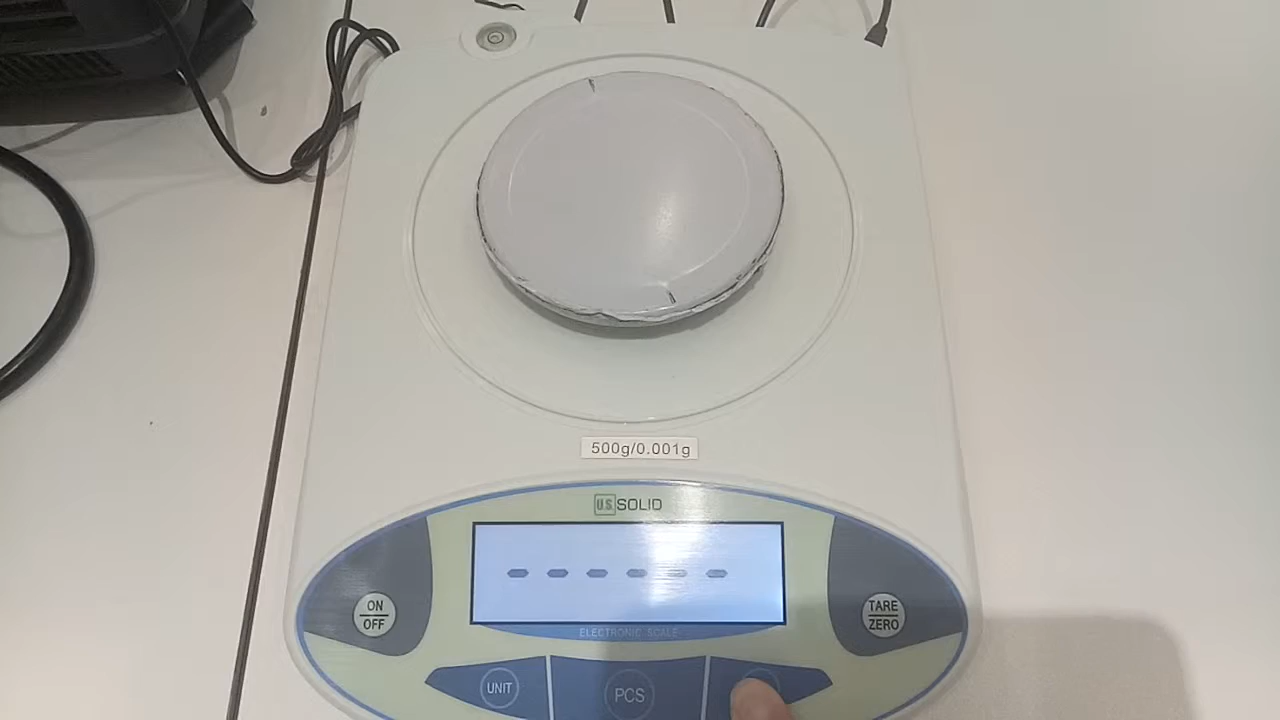 500g/0.001g
U.S. SOLID
------
ELECTRONIC SCALE
ON
OFF
TARE
ZERO
UNIT
PCS